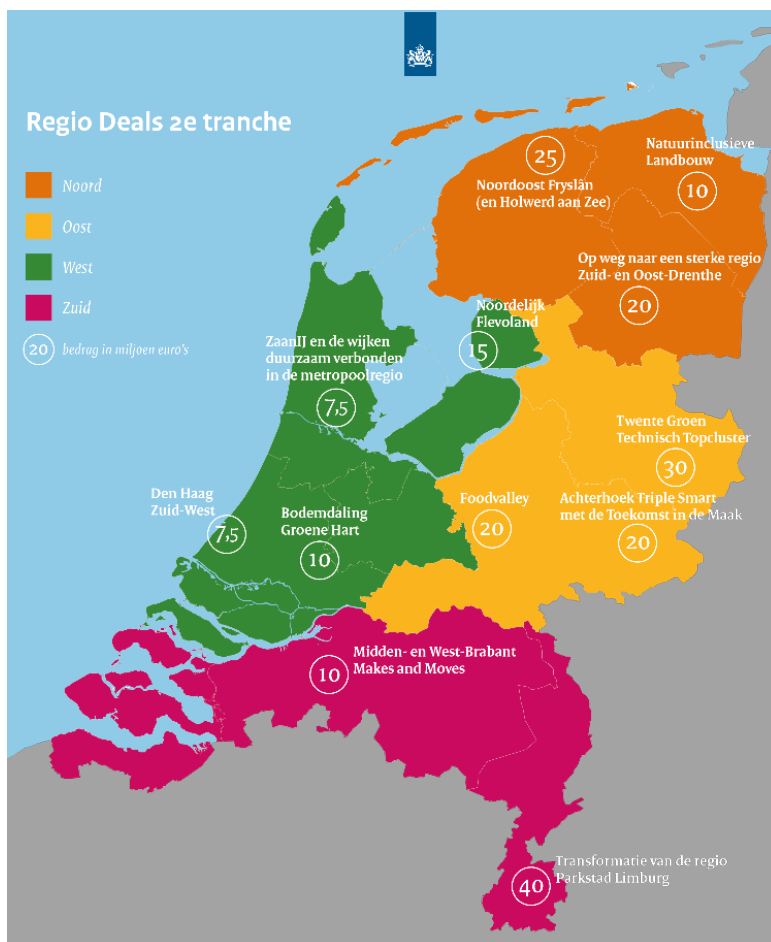 Regio Deals 2e tranche
Noord
Oost
West
Zuid
20 bedrag in miljoen euro's
25
Noordoost Fryslân
(en Holwerd aan Zee)
Natuurinclusieve
Landbouw
10
Op weg naar een sterke regio
Zuid- en Oost-Drenthe
20
Noordelijk
Flevoland
15
ZaanIJ en de wijken
duurzaam verbonden
in de metropoolregio
7,5
Twente Groen
Technisch Topcluster
30
Den Haag
Zuid-West
7,5
Bodemdaling
Groene Hart
10
Foodvalley
20
Achterhoek Triple Smart
met de Toekomst in de Maak
20
Midden- en West-Brabant
Makes and Moves
10
Transformatie van de regio
Parkstad Limburg
40